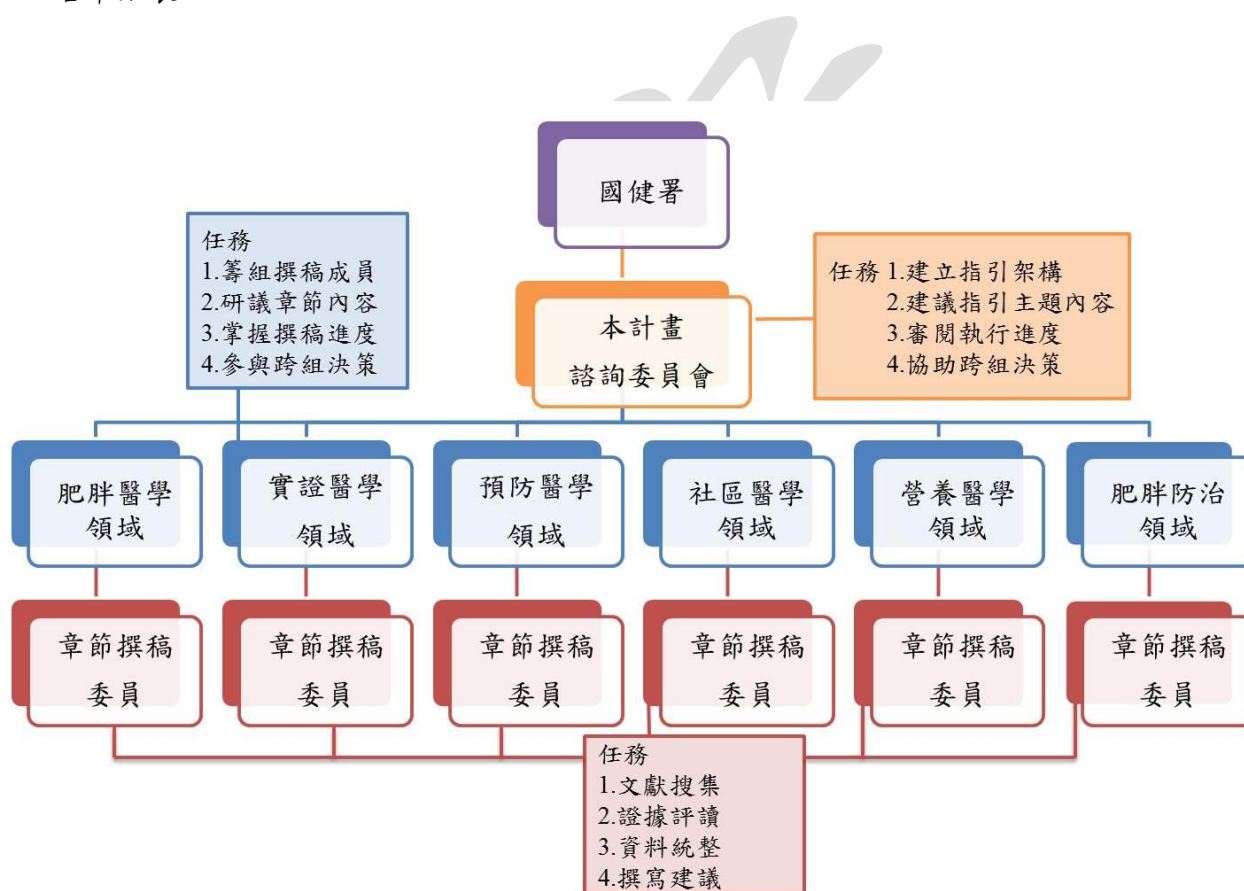 國健署
任務
1.籌組撰稿成員
2.研議章節內容
3.掌握撰稿進度
4.參與跨組決策
本計畫
諮詢委員會
任務 1.建立指引架構
2.建議指引主題內容
3.審閱執行進度
4.協助跨組決策
肥胖醫學
領域
實證醫學
領域
預防醫學
領域
社區醫學
領域
營養醫學
領域
肥胖防治
領域
章節撰稿
委員
章節撰稿
委員
章節撰稿
委員
章節撰稿
委員
章節撰稿
委員
章節撰稿
委員
任務
1.文獻搜集
2.證據評讀
3.資料統整
4.撰寫建議